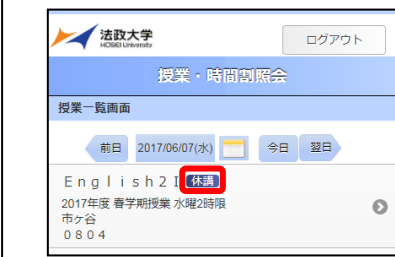 法政大学
HOSEI University
ログアウト
授業・時間割照会
授業一覧画面
前日 2017/06/07(水) 今日 翌日
Ｅｎｇｌｉｓｈ２Ｉ 休講
2017年度 春学期授業 水曜2時限
市ケ谷
０８０４